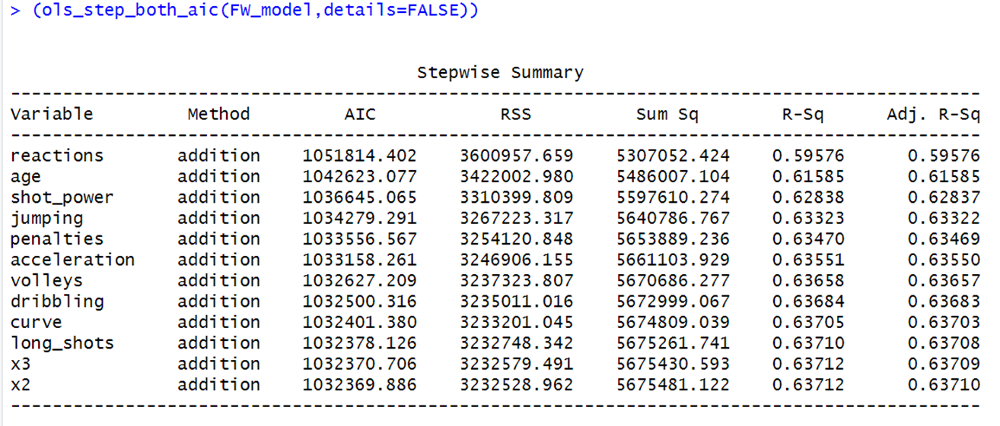 > (ols_step_both_aic(FW_model,details=FALSE))
Stepwise Summary
---------------------------------------------------------------------------------------------------------
Variable Method AIC RSS Sum Sq R-Sq Adj. R-Sq
---------------------------------------------------------------------------------------------------------
reactions addition 1051814.402 3600957.659 5307052.424 0.59576 0.59576
age addition 1042623.077 3422002.980 5486007.104 0.61585 0.61585
shot_power addition 1036645.065 3310399.809 5597610.274 0.62838 0.62837
jumping addition 1034279.291 3267223.317 5640786.767 0.63323 0.63322
penalties addition 1033556.567 3254120.848 5653889.236 0.63470 0.63469
acceleration addition 1033158.261 3246906.155 5661103.929 0.63551 0.63550
volleys addition 1032627.209 3237323.807 5670686.277 0.63658 0.63657
dribbling addition 1032500.316 3235011.016 5672999.067 0.63684 0.63683
curve addition 1032401.380 3233201.045 5674809.039 0.63705 0.63703
long_shots addition 1032378.126 3232748.342 5675261.741 0.63710 0.63708
x3 addition 1032370.706 3232579.491 5675430.593 0.63712 0.63709
x2 addition 1032369.886 3232528.962 5675481.122 0.63712 0.63710
---------------------------------------------------------------------------------------------------------